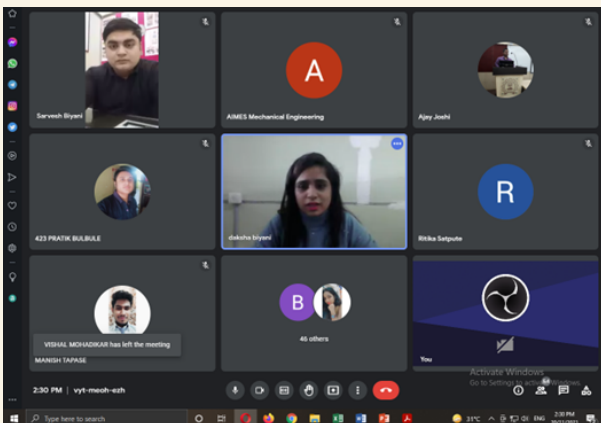 Sarvesh Biyani
A
AIMES Mechanical Engineering
Ajay Joshi
423 PRATIK BULBULE
daksha biyani
R
Ritika Satpute
VISHAL MOHADIKAR has left the meeting
MANISH TAPASE
B
46 others
You
Activate Windows
Go to Settings to activate Windows.
2:30 PM | vyt-meoh-ezh
Type here to search
31°C
ENG
2:30 PM